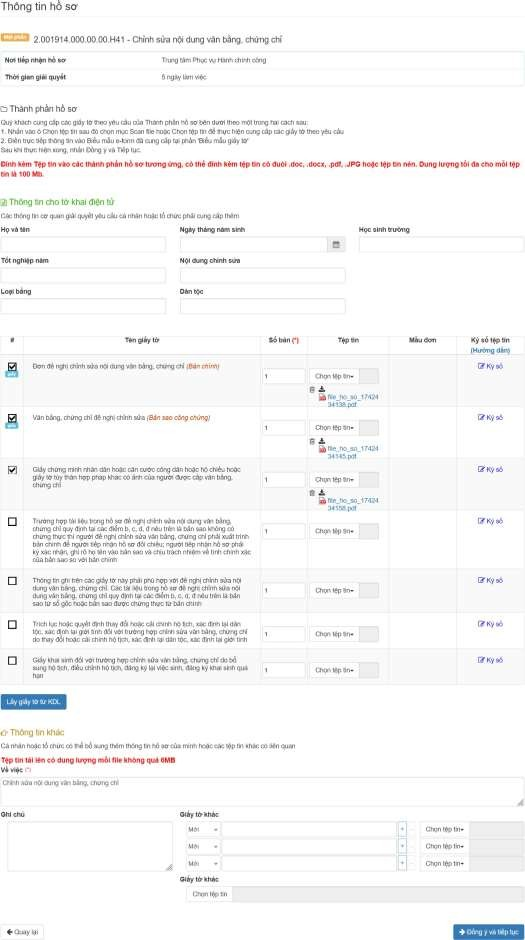 Thông tin hồ sơ
Một phần 2.001914.000.00.00.H41 - Chỉnh sửa nội dung văn bằng, chứng chỉ
Nơi tiếp nhận hồ sơ Trung tâm Phục vụ Hành chính công
Thời gian giải quyết 5 ngày làm việc
Thành phần hồ sơ
Quý khách cung cấp các giấy tờ theo yêu cầu của Thành phần hồ sơ bên dưới theo một trong hai cách sau:
1. Nhấn vào ô Chọn tệp tin sau đó chọn mục Scan file hoặc Chọn tệp tin để thực hiện cung cấp các giấy tờ theo yêu cầu
2. Điền trực tiếp thông tin vào Biểu mẫu e-form đã cung cấp tại phần "Biểu mẫu giấy tờ"
Sau khi thực hiện xong, nhấn Đồng ý và Tiếp tục.
Đính kèm Tệp tin vào các thành phần hồ sơ tương ứng, có thể đính kèm tệp tin có đuôi .doc, .docx, .pdf, .JPG hoặc tệp tin nén. Dung lượng tối đa cho mỗi tệp
tin là 100 Mb.
Thông tin cho tờ khai điện tử
Các thông tin cơ quan giải quyết yêu cầu cá nhân hoặc tổ chức phải cung cấp thêm
Họ và tên Ngày tháng năm sinh Học sinh trường
Tốt nghiệp năm Nội dung chỉnh sửa
Loại bằng Dân tộc
# Tên giấy tờ Số bản (*) Tệp tin Mẫu đơn Ký số tệp tin
(Hướng dẫn)
giấy Đơn đề nghị chỉnh sửa nội dung văn bằng, chứng chỉ (Bản chính) 1 Chọn tệp tin Ký số
file_ho_so_17424
34138.pdf
giấy Văn bằng, chứng chỉ đề nghị chỉnh sửa (Bản sao công chứng) 1 Chọn tệp tin Ký số
file_ho_so_17424
34145.pdf
Giấy chứng minh nhân dân hoặc căn cước công dân hoặc hộ chiếu hoặc
giấy tờ tùy thân hợp pháp khác có ảnh của người được cấp văn bằng,
chứng chỉ 1 Chọn tệp tin Ký số
file_ho_so_17424
34158.pdf
Trường hợp tài liệu trong hồ sơ đề nghị chỉnh sửa nội dung văn bằng,
chứng chỉ quy định tại các điểm b, c, d, đ nêu trên là bản sao không có
chứng thực thì người đề nghị chỉnh sửa văn bằng, chứng chỉ phải xuất trình
bản chính để người tiếp nhận hồ sơ đối chiếu; người tiếp nhận hồ sơ phải
ký xác nhận, ghi rõ họ tên vào bản sao và chịu trách nhiệm về tính chính xác
của bản sao so với bản chính 1 Chọn tệp tin Ký số
Thông tin ghi trên các giấy tờ này phải phù hợp với đề nghị chỉnh sửa nội
dung văn bằng, chứng chỉ. Các tài liệu trong hồ sơ đề nghị chỉnh sửa nội
dung văn bằng, chứng chỉ quy định tại các điểm b, c, d, đ nêu trên là bản
sao từ sổ gốc hoặc bản sao được chứng thực từ bản chính 1 Chọn tệp tin Ký số
Trích lục hoặc quyết định thay đổi hoặc cải chính hộ tịch, xác định lại dân
tộc, xác định lại giới tính đối với trường hợp chỉnh sửa văn bằng, chứng chỉ
do thay đổi hoặc cải chính hộ tịch, xác định lại dân tộc, xác định lại giới tính 1 Chọn tệp tin Ký số
Giấy khai sinh đối với trường hợp chỉnh sửa văn bằng, chứng chỉ do bổ
sung hộ tịch, điều chỉnh hộ tịch, đăng ký lại việc sinh, đăng ký khai sinh quá
hạn 1 Chọn tệp tin Ký số
Lấy giấy tờ từ KDL
Thông tin khác
Cá nhân hoặc tổ chức có thể bổ sung thêm thông tin hồ sơ của mình hoặc các tệp tin khác có liên quan
Tệp tin tải lên có dung lượng mỗi file không quá 6MB
Về việc (*)
Chỉnh sửa nội dung văn bằng, chứng chỉ
Ghi chú Giấy tờ khác
Mới Chọn tệp tin
Mới Chọn tệp tin
Mới Chọn tệp tin
Giấy tờ khác
Chọn tệp tin
Quay lại Đồng ý và tiếp tục